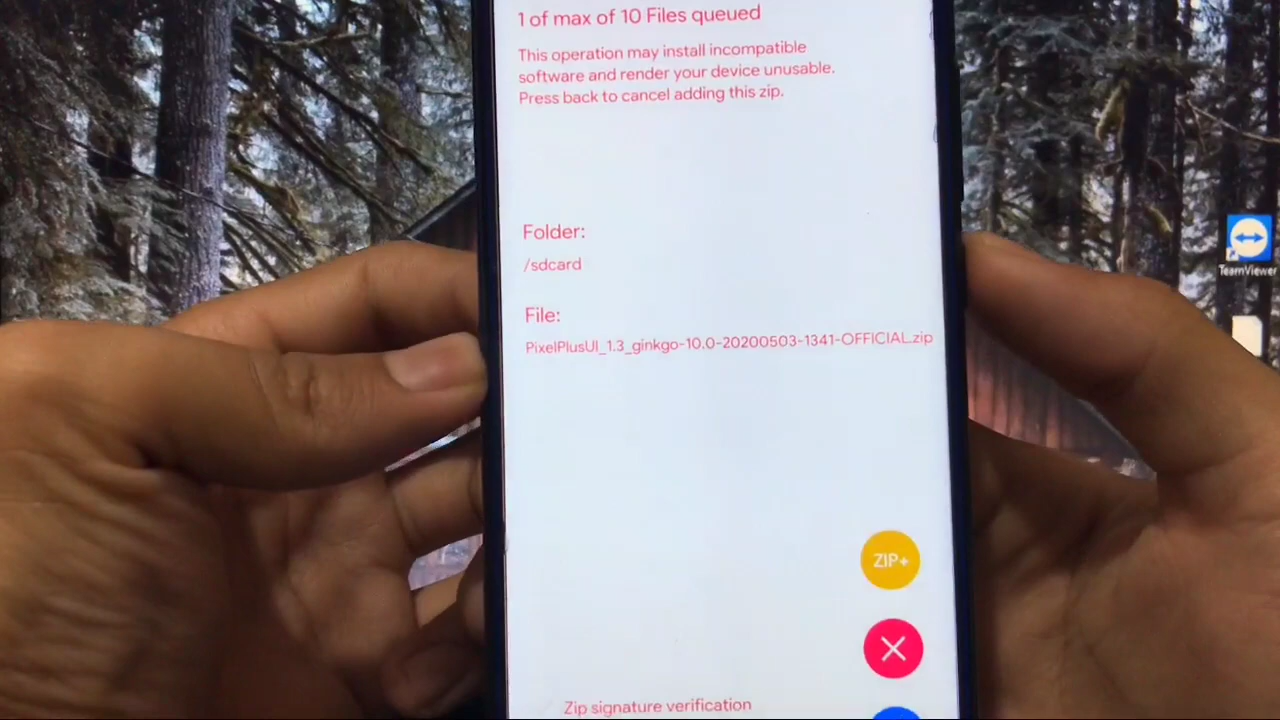 1 of max of 10 Files queued
This operation may install incompatible
software and render your device unusable.
Press back to cancel adding this zip.
Folder:
/sdcard
TeamViewer
File:
PixelPlusUI_1.3_ginkgo-10.0-20200503-1341-OFFICIAL.zip
ZIP+
Zip signature verification